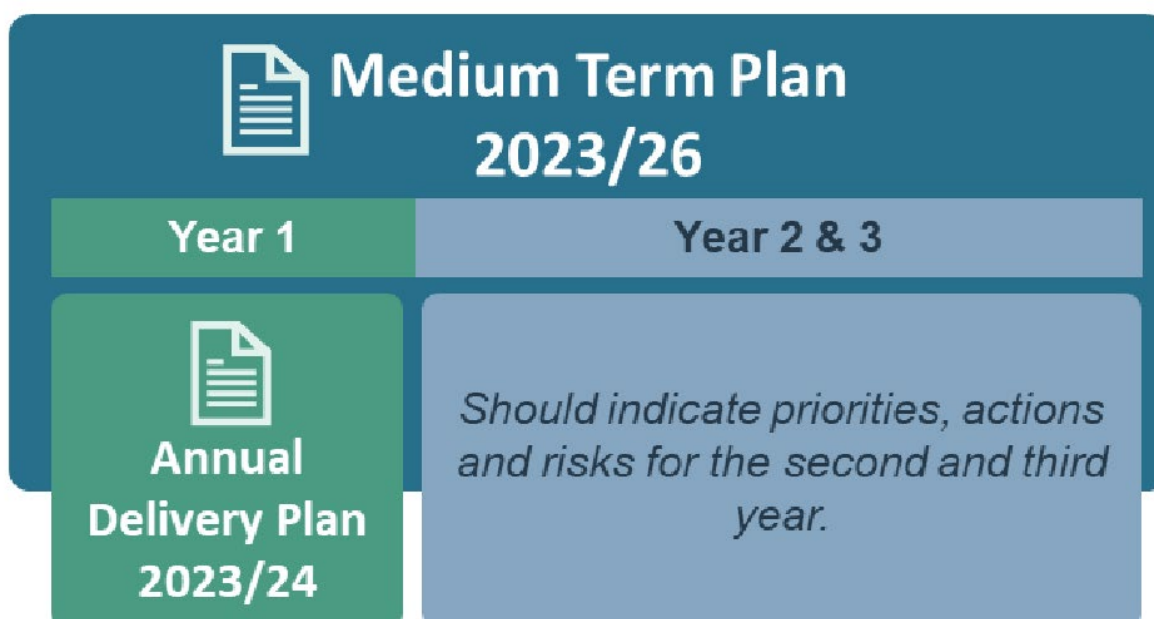 Medium Term Plan
2023/26
Year 1
Year 2 & 3
Annual
Delivery Plan
2023/24
Should indicate priorities, actions
and risks for the second and third
year.